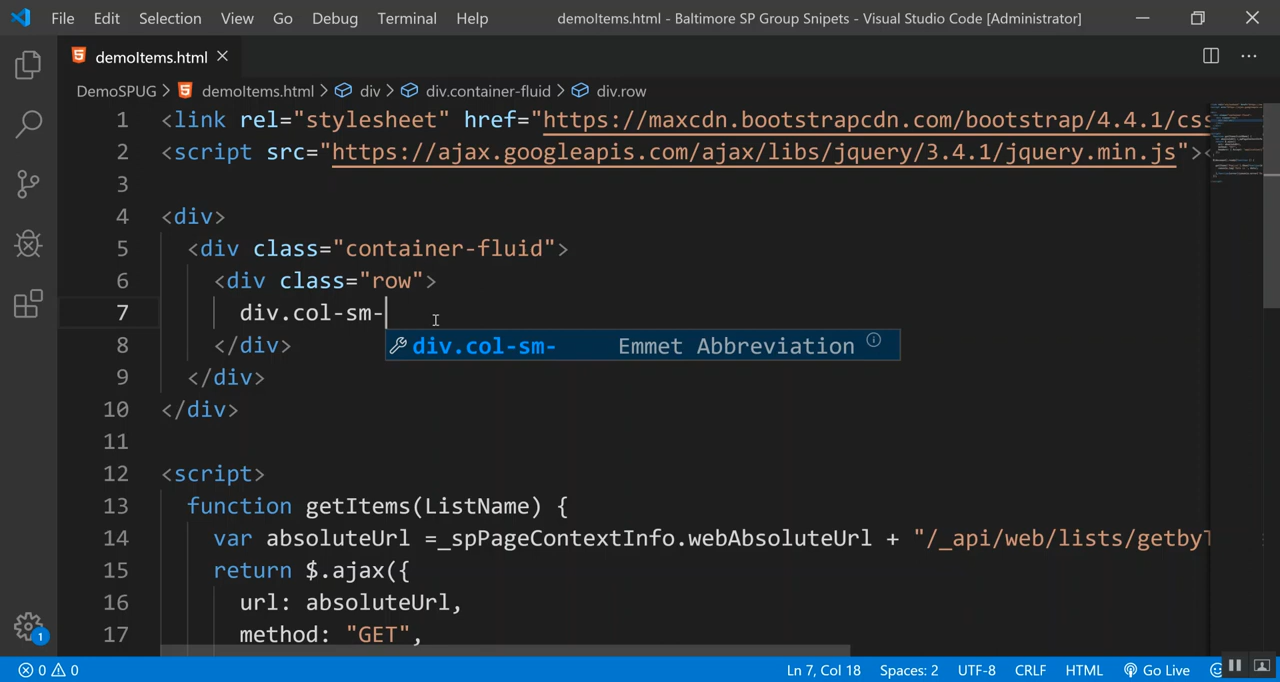 File Edit Selection View Go Debug Terminal Help demoItems.html - Baltimore SP Group Snipets - Visual Studio Code [Administrator]
demoItems.html
DemoSPUG > demoItems.html > div > div.container-fluid > div.row
1 <link rel="stylesheet" href="https://maxcdn.bootstrapcdn.com/bootstrap/4.4.1/css
2 <script src="https://ajax.googleapis.com/ajax/libs/jquery/3.4.1/jquery.min.js"><
3
4 <div>
5 <div class="container-fluid">
6 <div class="row">
7 div.col-sm-
div.col-sm- Emmet Abbreviation
8 </div>
9 </div>
10 </div>
11
12 <script>
13 function getItems(ListName) {
14 var absoluteUrl =_spPageContextInfo.webAbsoluteUrl + "/_api/web/lists/getbyT
15 return $.ajax({
16 url: absoluteUrl,
17 method: "GET",
1
0 0 Ln 7, Col 18 Spaces: 2 UTF-8 CRLF HTML Go Live